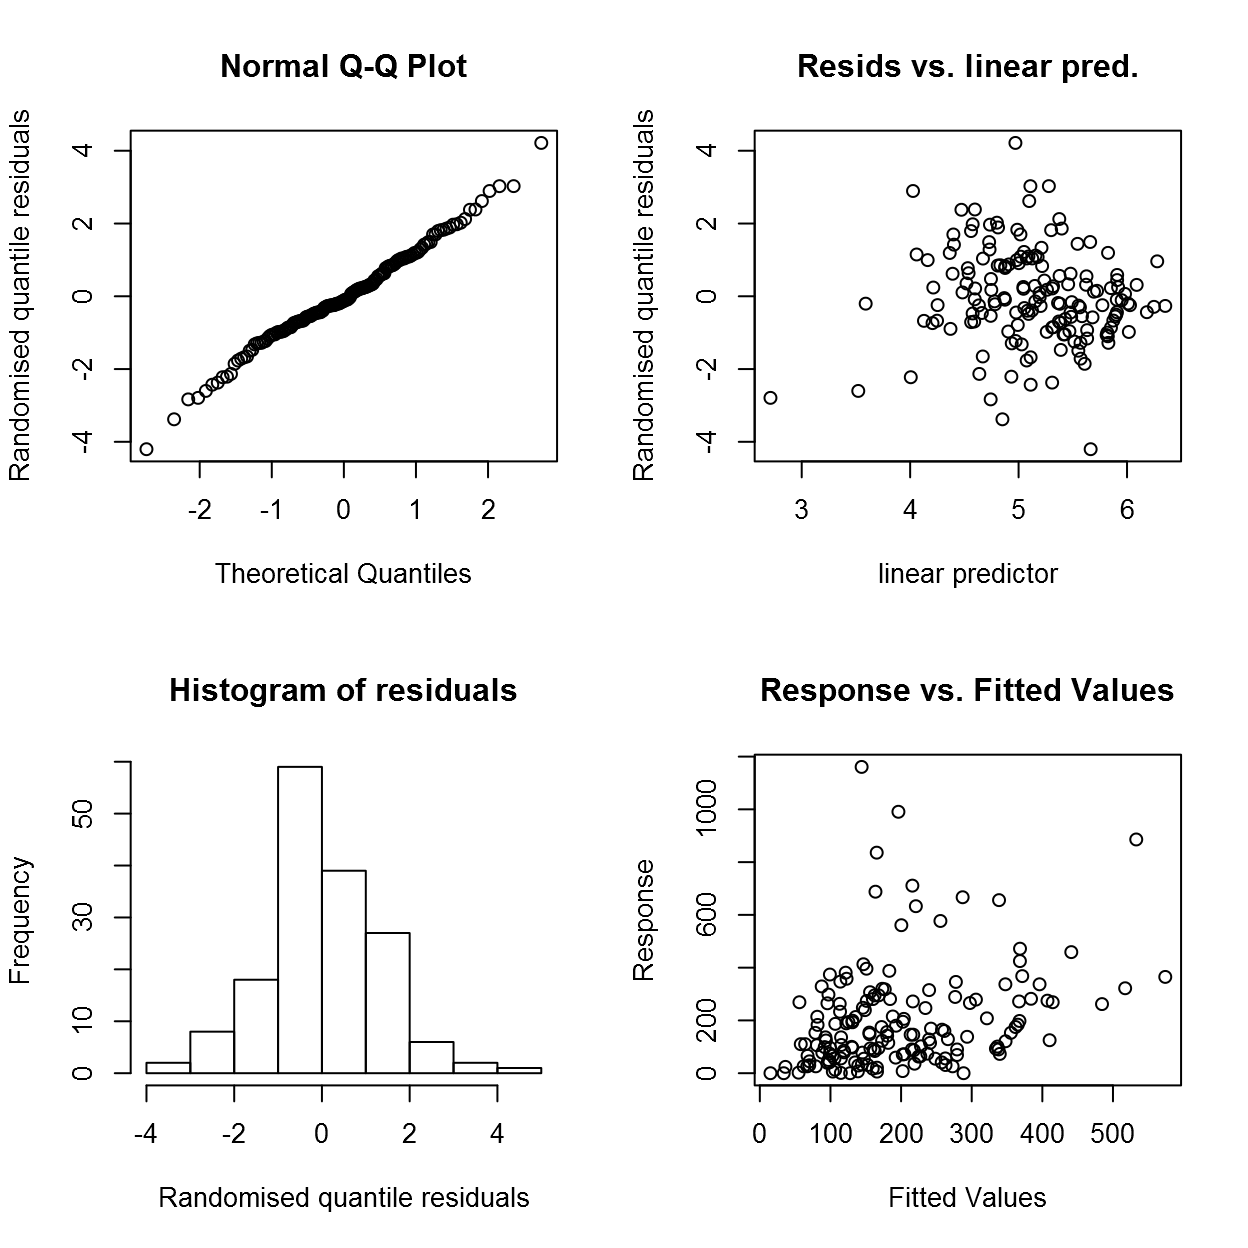 Normal Q-Q Plot
Randomised quantile residuals
-4 -2 0 2 4
-2 -1 0 1 2
Theoretical Quantiles
Resids vs. linear pred.
Randomised quantile residuals
-4 -2 0 2 4
3 4 5 6
linear predictor
Histogram of residuals
Frequency
0 10 30 50
-4 -2 0 2 4
Randomised quantile residuals
Response vs. Fitted Values
Response
0 200 600 1000
0 100 200 300 400 500
Fitted Values